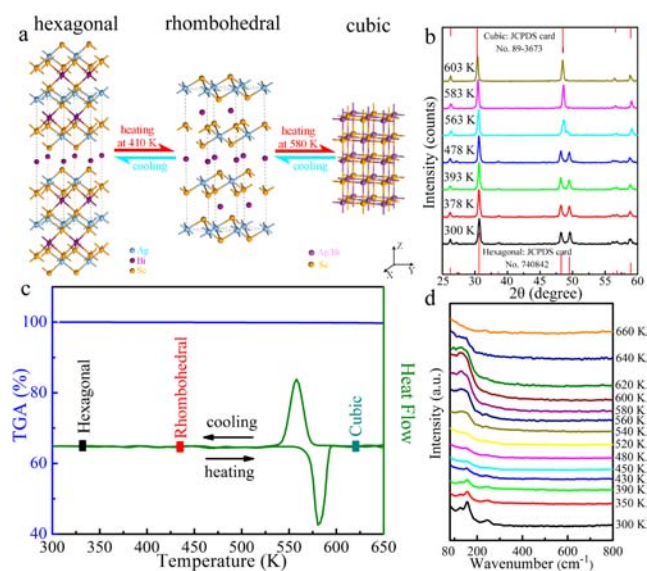 hexagonal
rhombohedral
cubic
a
heating
at 410 K
cooling
heating
at 580 K
cooling
Ag
Bi
Se
Ag/Bi
Se
Z
X
Y
b
Cubic: JCPDS card
No. 89-3673
603 K
583 K
563 K
478 K
393 K
378 K
300 K
Hexagonal: JCPDS card
No. 740842
Intensity (counts)
25 30 35 40 45 50 55 60
2θ (degree)
c
100
80
60
40
TGA (%)
Hexagonal
Rhombohedral
Cubic
cooling
heating
Heat Flow
300 350 400 450 500 550 600 650
Temperature (K)
d
660 K
640 K
620 K
600 K
580 K
560 K
540 K
520 K
480 K
450 K
430 K
390 K
350 K
300 K
Intensity (a.u.)
80 200 400 600 800
Wavenumber (cm⁻¹)